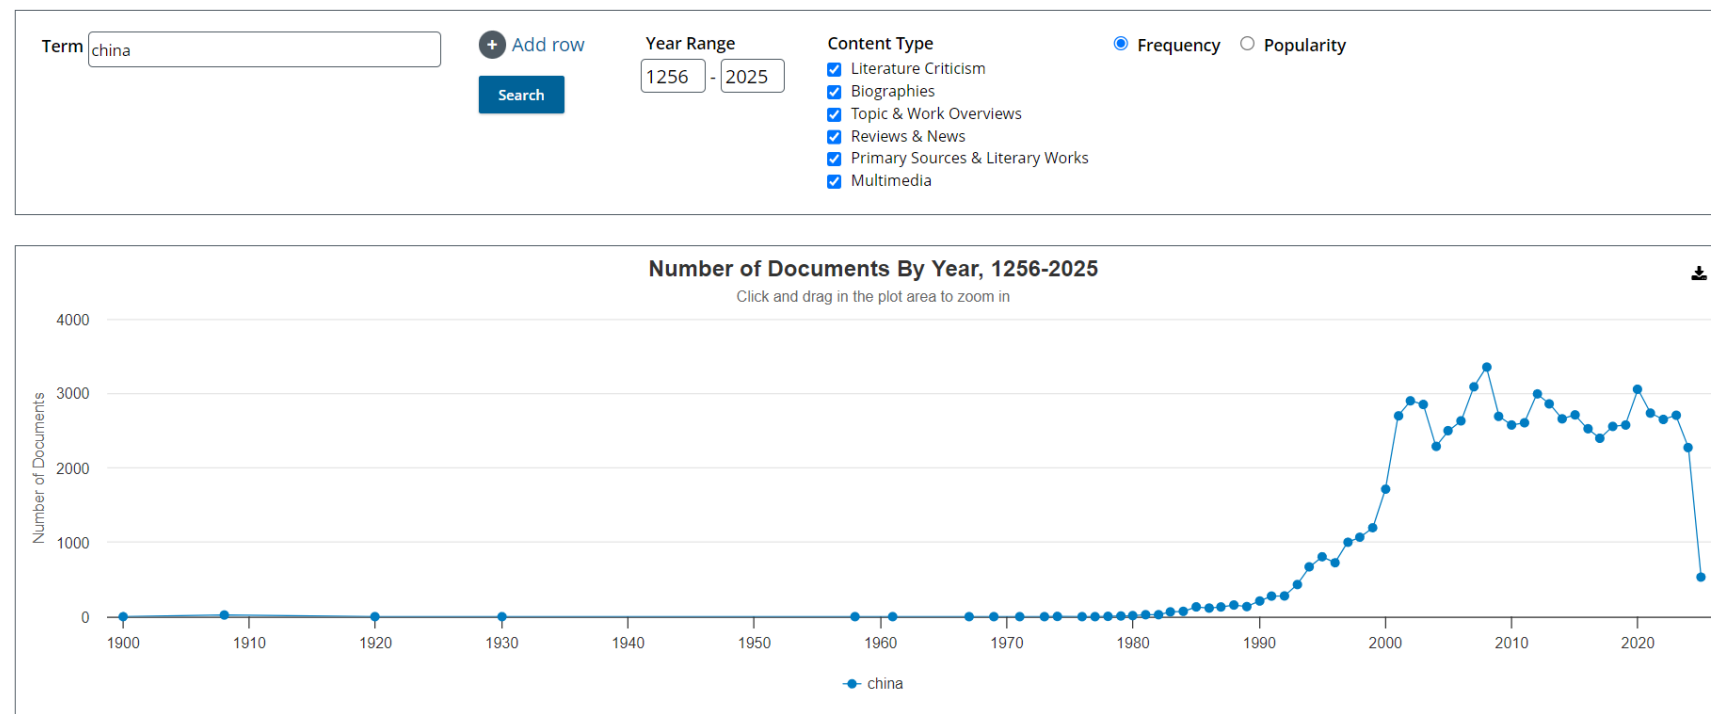 Term china
+ Add row
Search
Year Range
1256 - 2025
Content Type
Literature Criticism
Biographies
Topic & Work Overviews
Reviews & News
Primary Sources & Literary Works
Multimedia
Frequency Popularity
Number of Documents By Year, 1256-2025
Click and drag in the plot area to zoom in
Number of Documents
4000
3000
2000
1000
0
1900 1910 1920 1930 1940 1950 1960 1970 1980 1990 2000 2010 2020
china